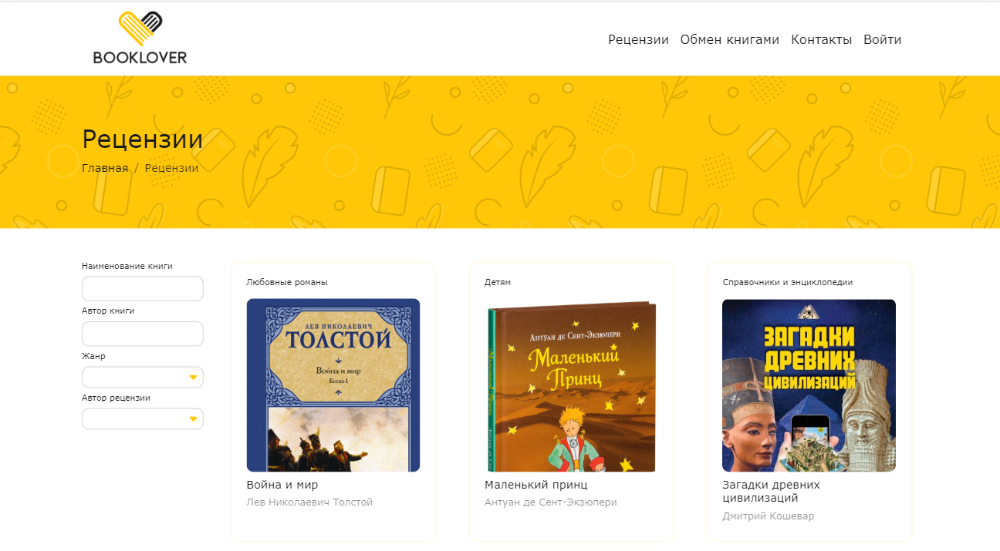 BOOKLOVER
Рецензии Обмен книгами Контакты Войти
Рецензии
Главная / Рецензии
Наименование книги
Автор книги
Жанр
Автор рецензии
Любовные романы
ЛЕВ НИКОЛАЕВИЧ
ТОЛСТОЙ
Война и мир
Книга 1
Война и мир
Лев Николаевич Толстой
Детям
Антуан де Сент-Экзюпери
Маленький
Принц
Маленький Принц
Маленький принц
Антуан де Сент-Экзюпери
Справочники и энциклопедии
ЗАГАДКИ
ДРЕВНИХ
ЦИВИЛИЗАЦИЙ
Загадки древних
цивилизаций
Дмитрий Кошевар